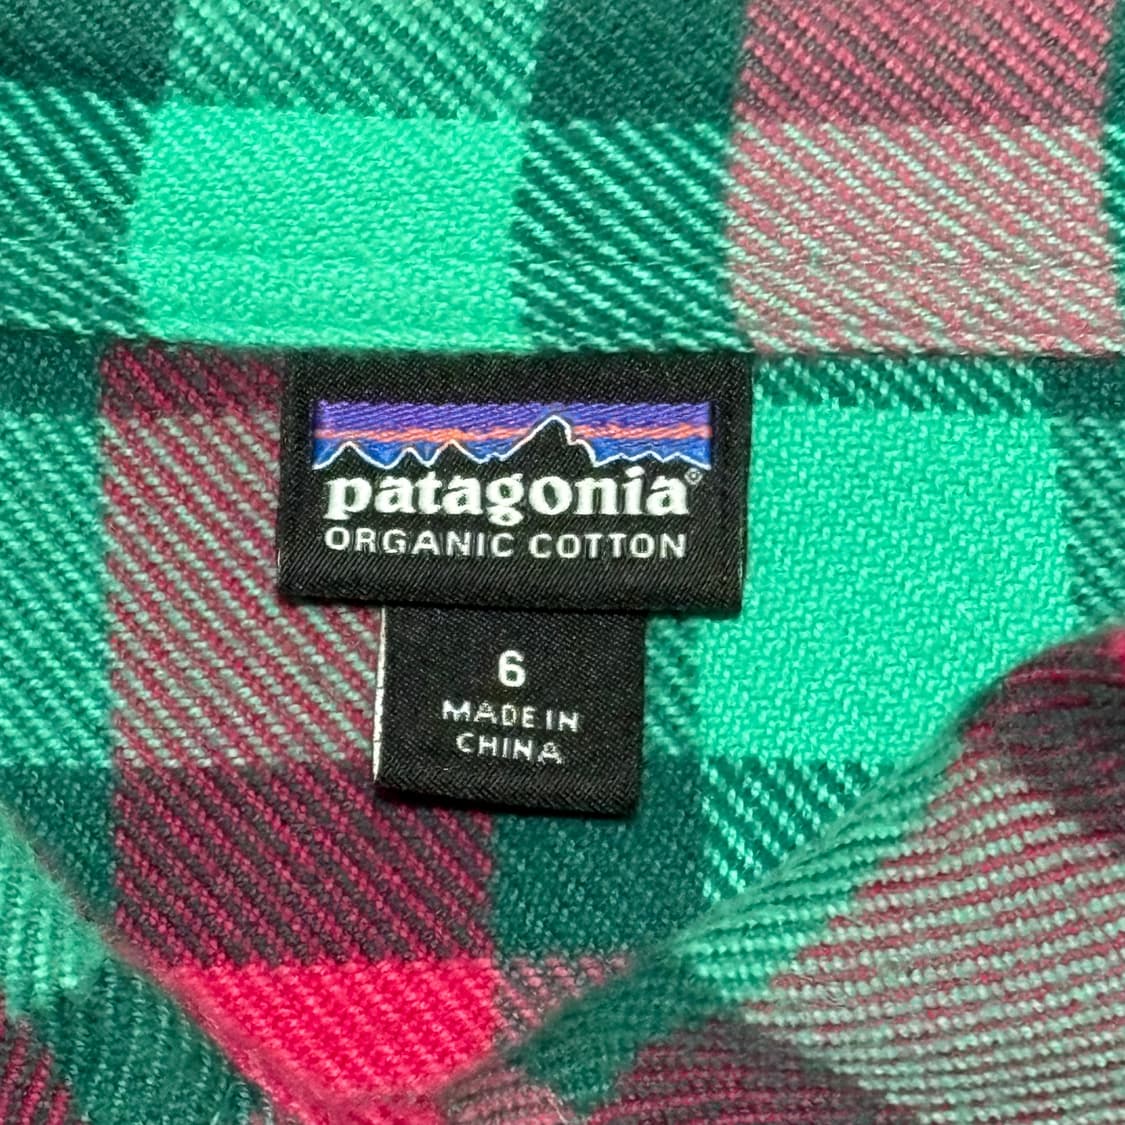 patagonia®
ORGANIC COTTON
6
MADE IN
CHINA